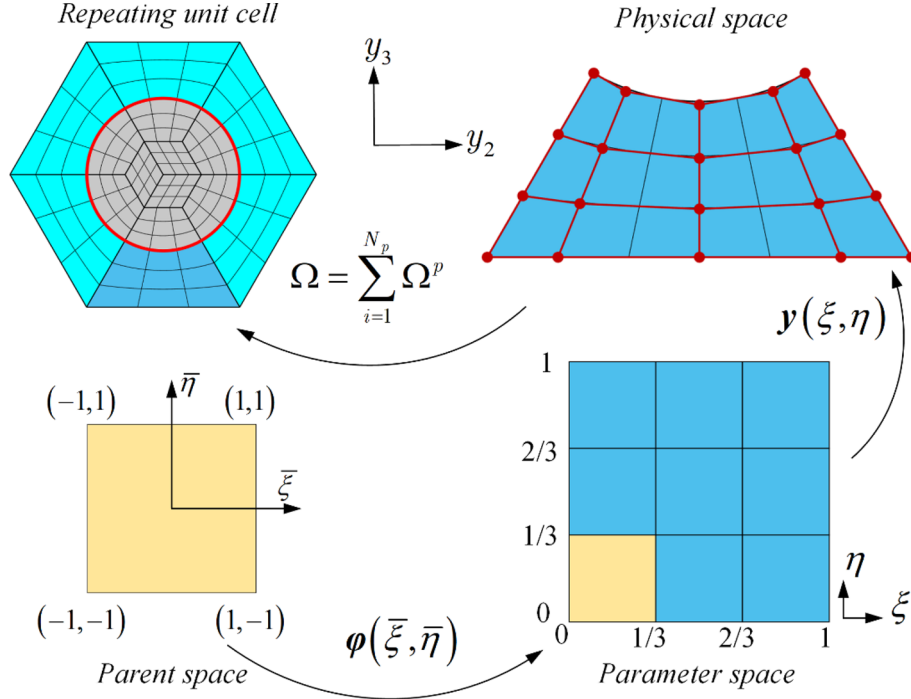 Repeating unit cell
Physical space
y₃
y₂
Ω = ∑_{i=1}^{N_p} Ω^p
y(ξ,η)
η̄
(-1,1)
(1,1)
ξ̄
(-1,-1)
(1,-1)
Parent space
φ(ξ̄,η̄)
1
2/3
1/3
0
0
1/3
2/3
1
η
ξ
Parameter space